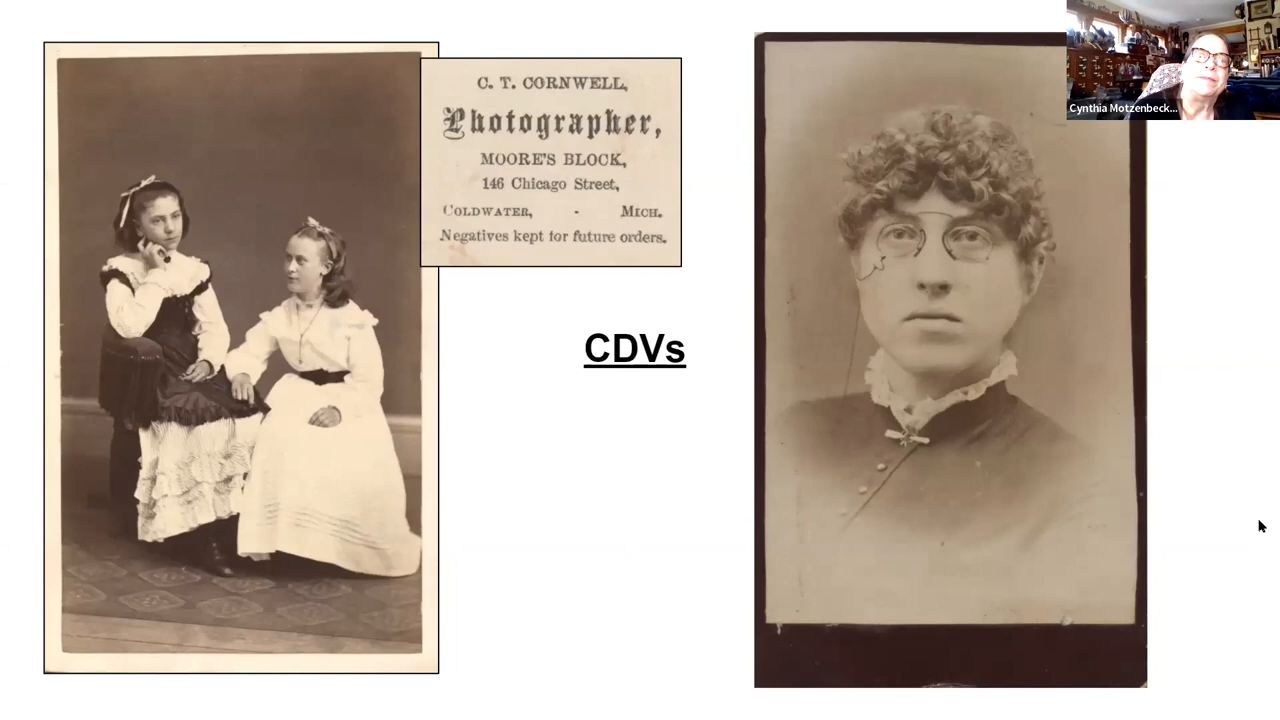 C. T. CORNWELL,
Photographer,
MOORE'S BLOCK,
146 Chicago Street,
COLDWATER, - MICH.
Negatives kept for future orders.
CDVs
Cynthia Motzenbeck...